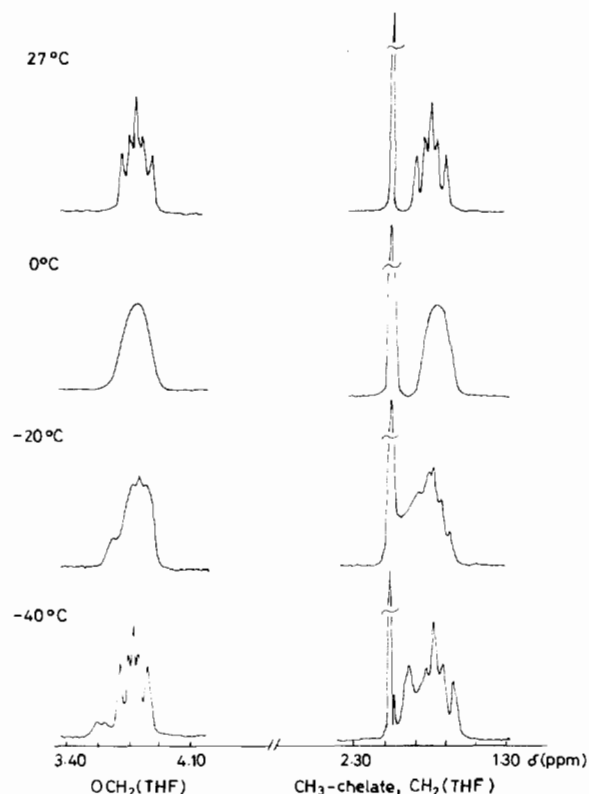 27°C
0°C
-20°C
-40°C
3·40 4·10 2·30 1·30 δ(ppm)
OCH₂(THF) CH₃-chelate, CH₂(THF)